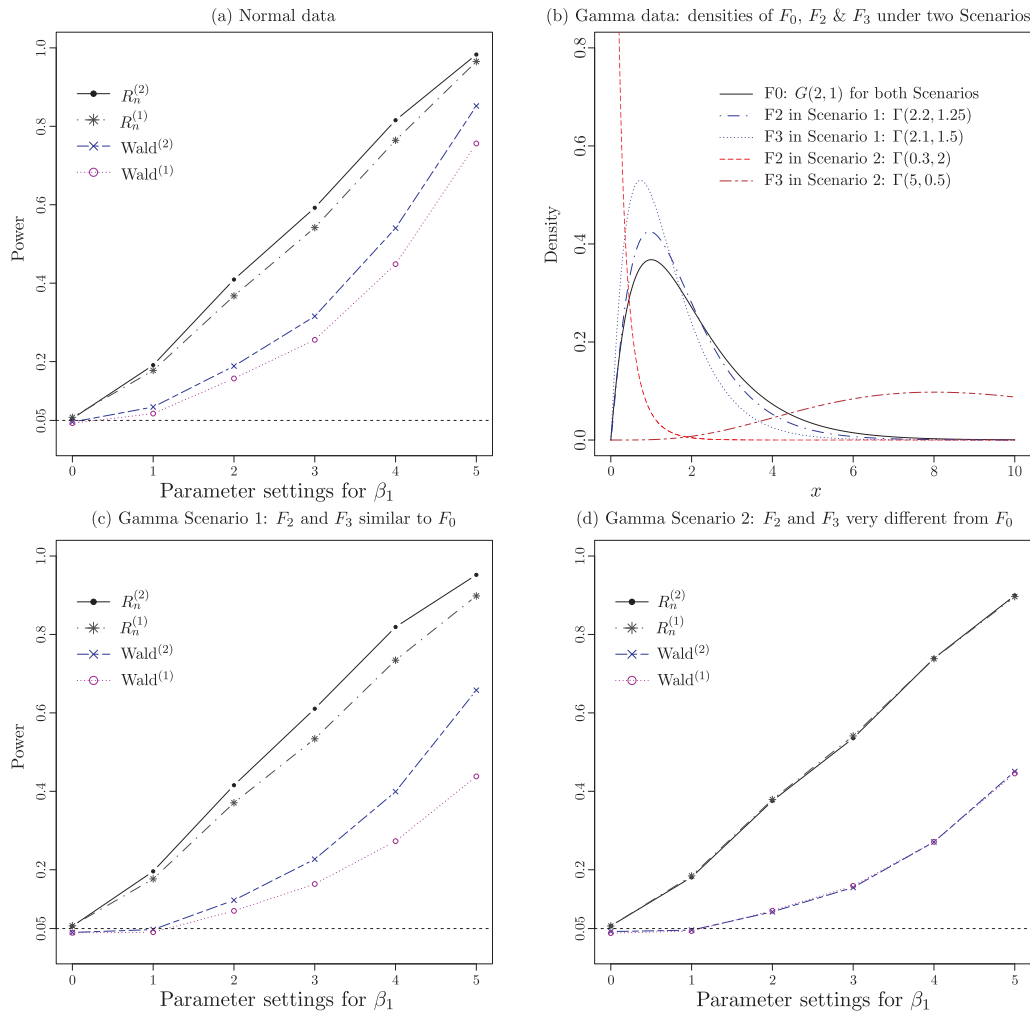 (a) Normal data
1.0
0.8
0.6
0.4
0.2
0.05
Power
R_n^{(2)}
R_n^{(1)}
Wald^{(2)}
Wald^{(1)}
0 1 2 3 4 5
Parameter settings for β_1
(b) Gamma data: densities of F_0, F_2 & F_3 under two Scenarios
0.8
0.6
0.4
0.2
0.0
Density
F0: G(2, 1) for both Scenarios
F2 in Scenario 1: Γ(2.2, 1.25)
F3 in Scenario 1: Γ(2.1, 1.5)
F2 in Scenario 2: Γ(0.3, 2)
F3 in Scenario 2: Γ(5, 0.5)
0 2 4 6 8 10
x
(c) Gamma Scenario 1: F_2 and F_3 similar to F_0
1.0
0.8
0.6
0.4
0.2
0.05
Power
R_n^{(2)}
R_n^{(1)}
Wald^{(2)}
Wald^{(1)}
0 1 2 3 4 5
Parameter settings for β_1
(d) Gamma Scenario 2: F_2 and F_3 very different from F_0
1.0
0.8
0.6
0.4
0.2
0.05
R_n^{(2)}
R_n^{(1)}
Wald^{(2)}
Wald^{(1)}
0 1 2 3 4 5
Parameter settings for β_1